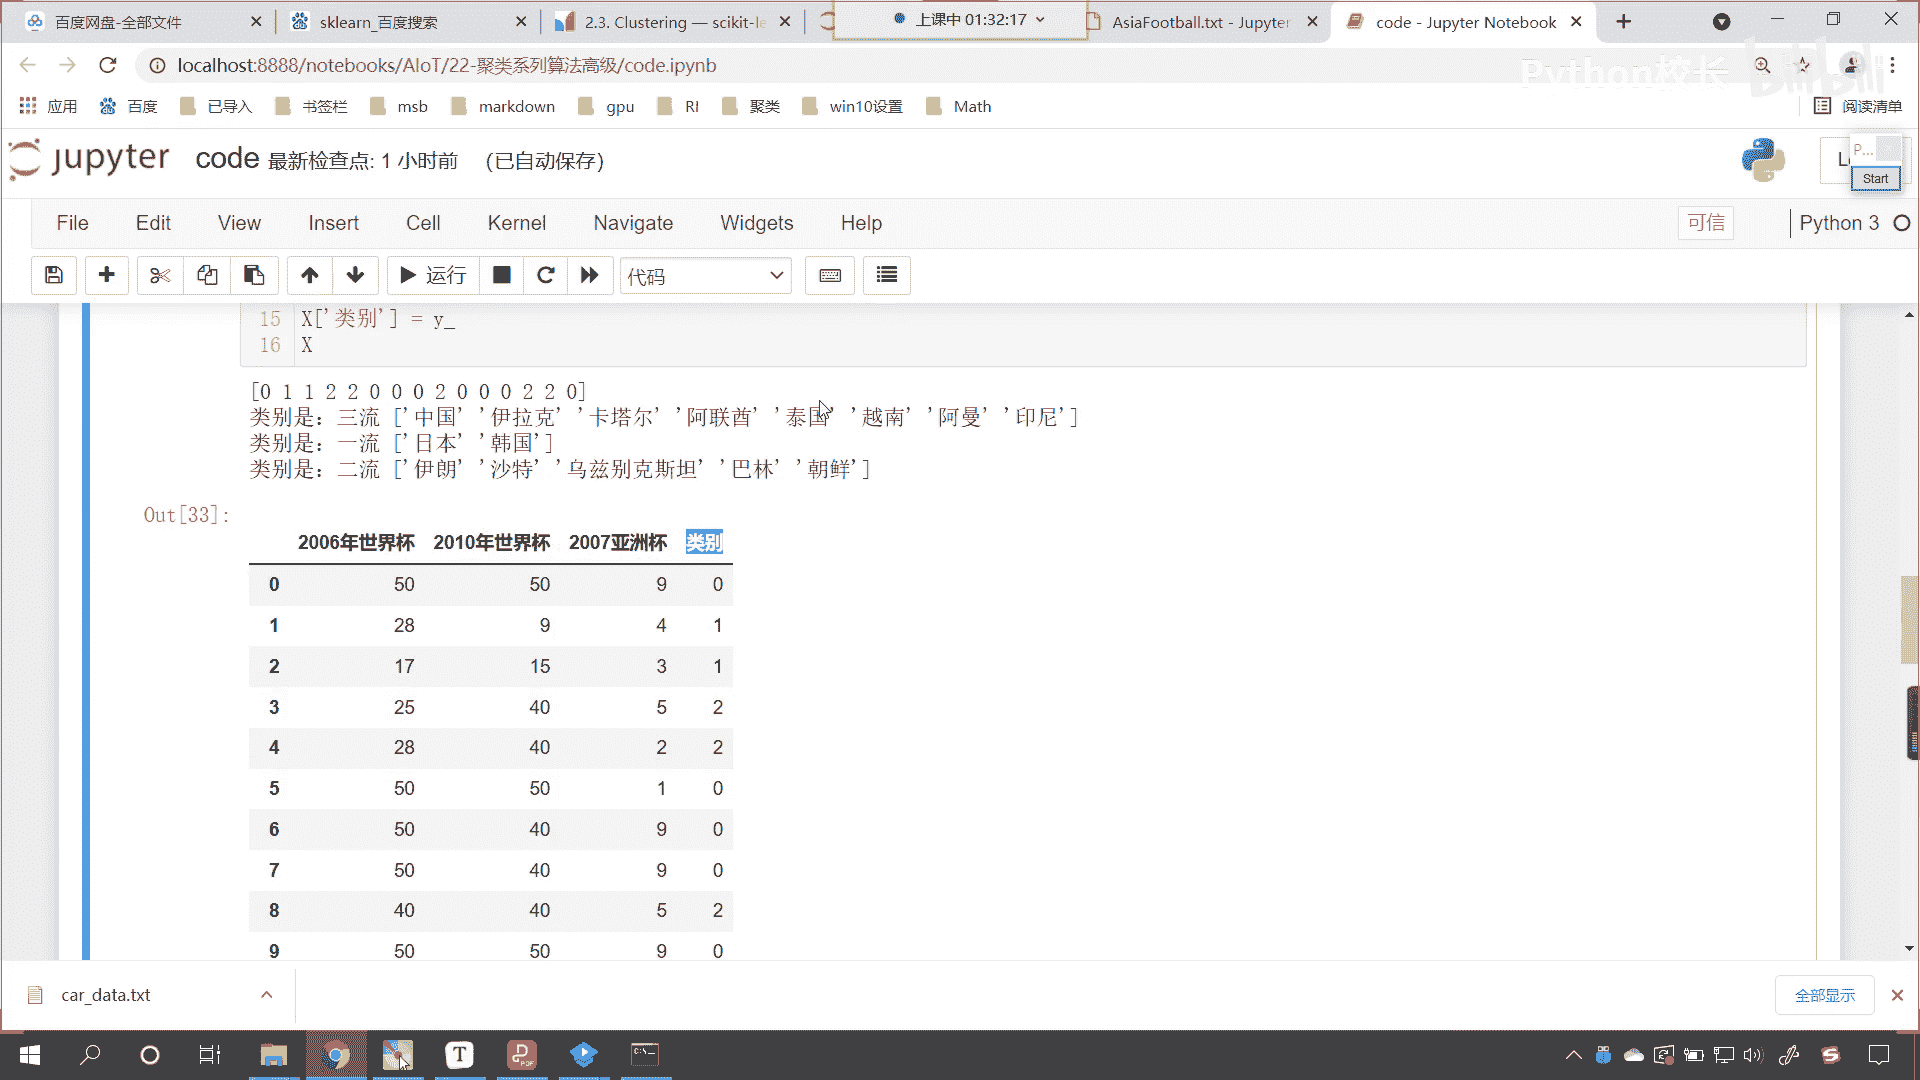 百度网盘-全部文件
sklearn_百度搜索
2.3. Clustering — scikit-le
上课中 01:32:17
AsiaFootball.txt - Jupyter
code - Jupyter Notebook
localhost:8888/notebooks/AIoT/22-聚类系列算法高级/code.ipynb
Python校长
bilibili
应用 百度 已导入 书签栏 msb markdown gpu RI 聚类 win10设置 Math 阅读清单
jupyter code 最新检查点: 1 小时前 (已自动保存)
P...
Start
File Edit View Insert Cell Kernel Navigate Widgets Help 可信 Python 3
运行 代码
15 X['类别'] = y_
16 X
[0 1 1 2 2 0 0 0 2 0 0 0 2 2 0]
类别是: 三流 ['中国' '伊拉克' '卡塔尔' '阿联酋' '泰国' '越南' '阿曼' '印尼']
类别是: 一流 ['日本' '韩国']
类别是: 二流 ['伊朗' '沙特' '乌兹别克斯坦' '巴林' '朝鲜']
Out[33]:
2006年世界杯 2010年世界杯 2007亚洲杯 类别
0 50 50 9 0
1 28 9 4 1
2 17 15 3 1
3 25 40 5 2
4 28 40 2 2
5 50 50 1 0
6 50 40 9 0
7 50 40 9 0
8 40 40 5 2
9 50 50 9 0
car_data.txt
全部显示